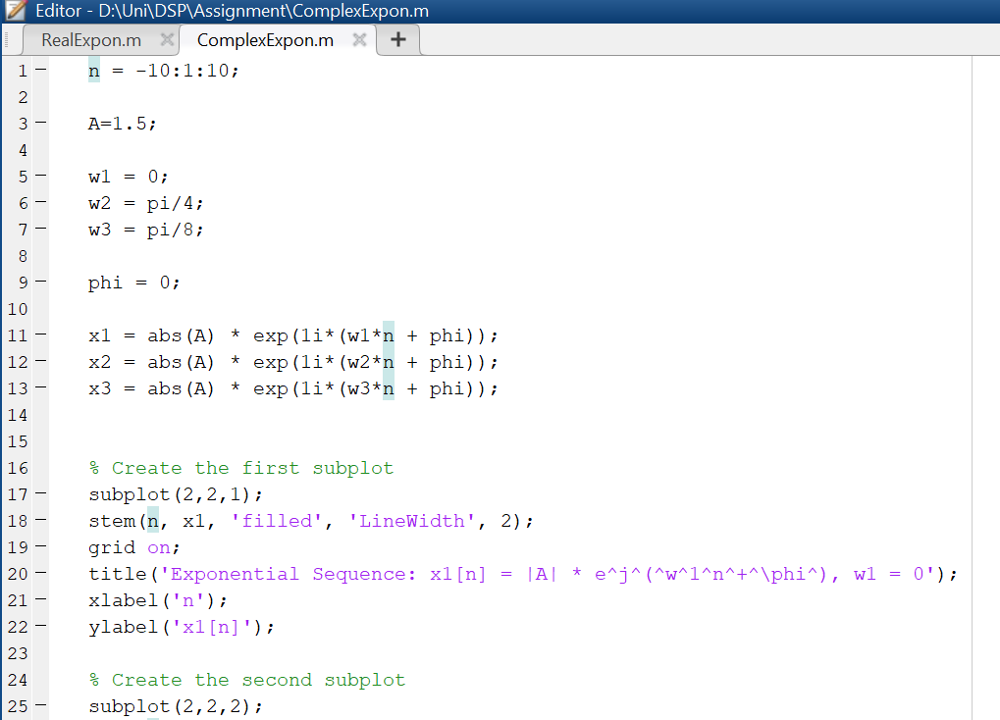 Editor - D:\Uni\DSP\Assignment\ComplexExpon.m
RealExpon.m × ComplexExpon.m × +
1 – n = -10:1:10;
2
3 – A=1.5;
4
5 – w1 = 0;
6 – w2 = pi/4;
7 – w3 = pi/8;
8
9 – phi = 0;
10
11 – x1 = abs(A) * exp(1i*(w1*n + phi));
12 – x2 = abs(A) * exp(1i*(w2*n + phi));
13 – x3 = abs(A) * exp(1i*(w3*n + phi));
14
15
16 % Create the first subplot
17 – subplot(2,2,1);
18 – stem(n, x1, 'filled', 'LineWidth', 2);
19 – grid on;
20 – title('Exponential Sequence: x1[n] = |A| * e^j^(^w^1^n^+^\phi^), w1 = 0');
21 – xlabel('n');
22 – ylabel('x1[n]');
23
24 % Create the second subplot
25 – subplot(2,2,2);